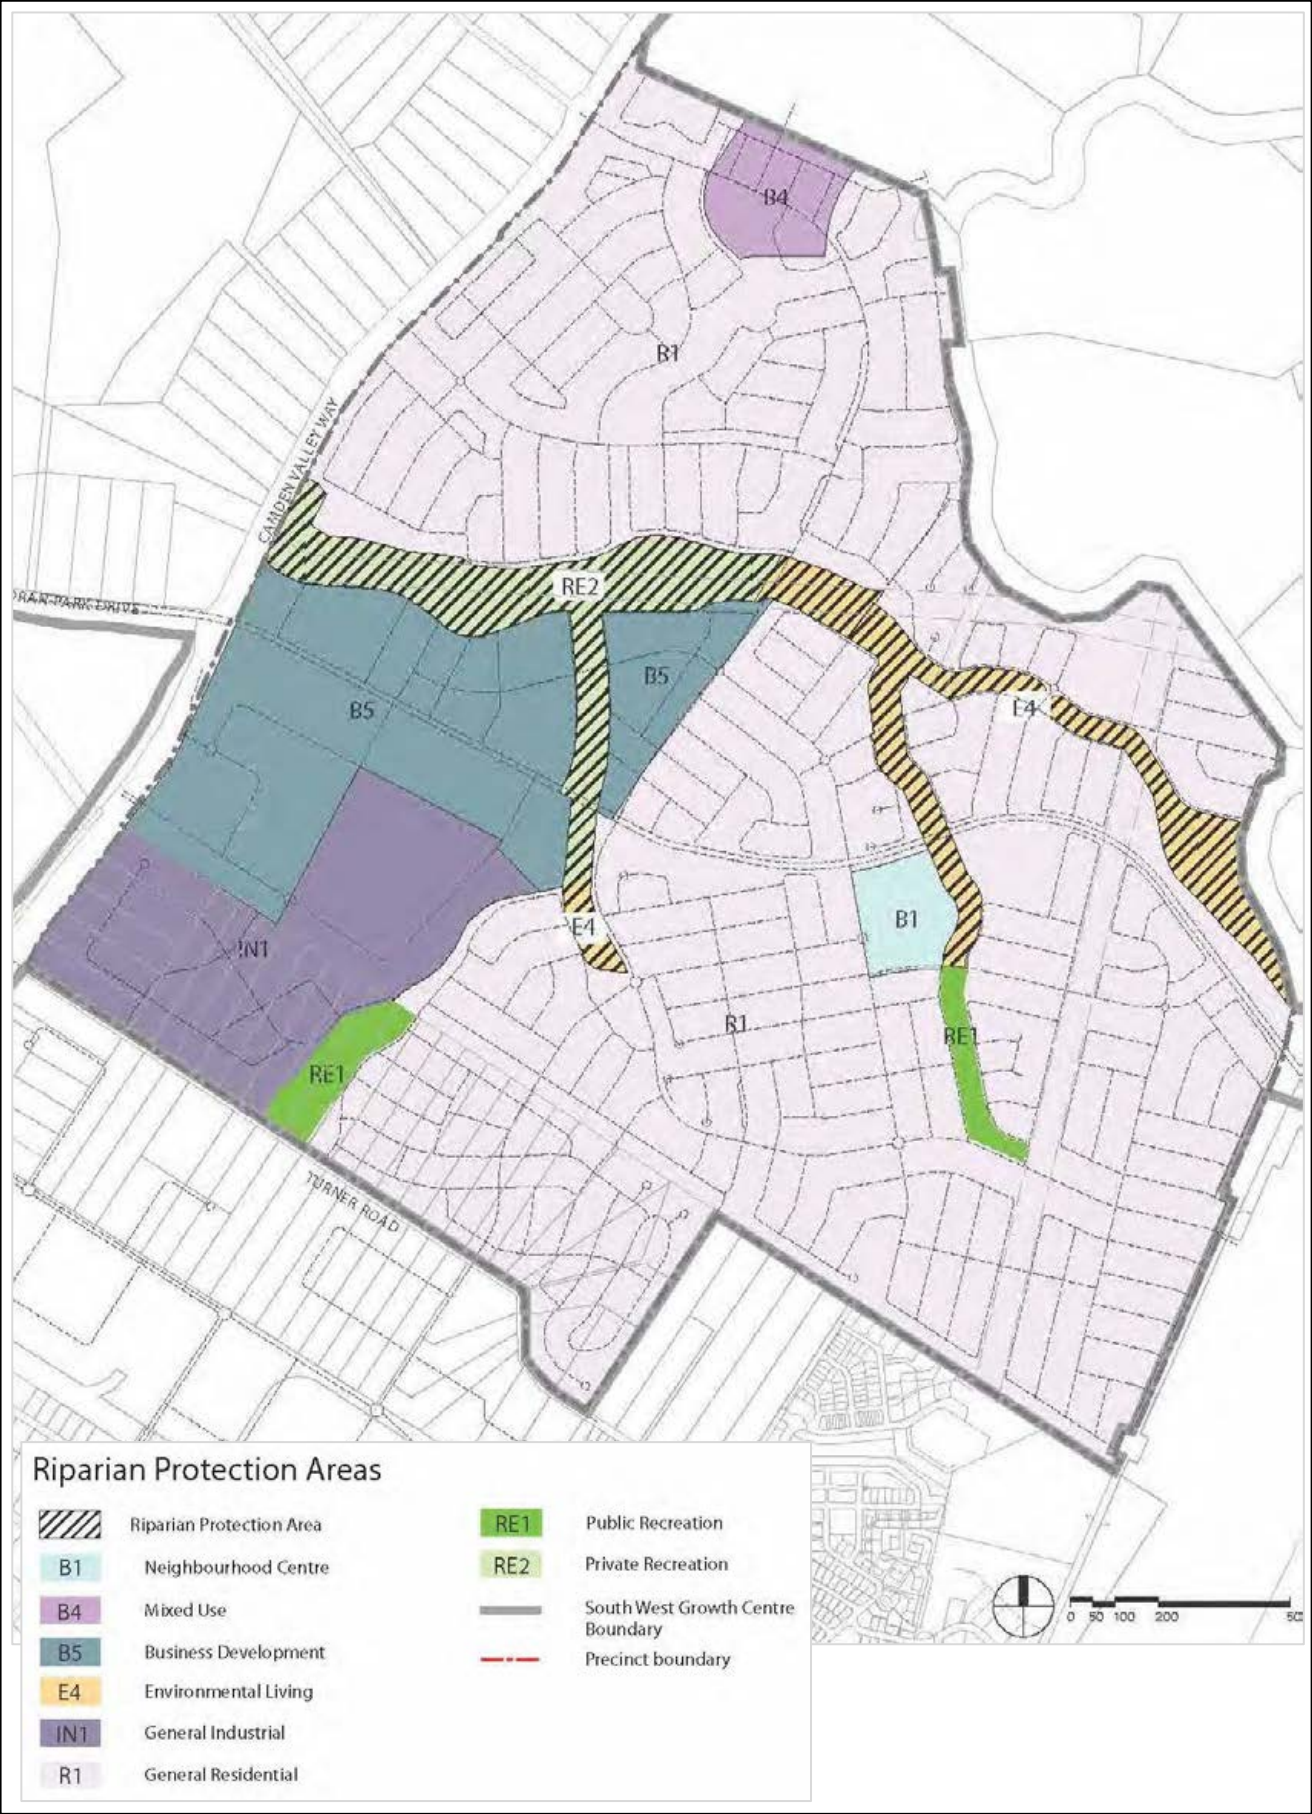 B4
R1
CAMDEN VALLEY WAY
RE2
ORAN PARK DRIVE
B5
B5
E4
E4
B1
IN1
R1
RE1
RE1
TURNER ROAD
Riparian Protection Areas
Riparian Protection Area
B1 Neighbourhood Centre
B4 Mixed Use
B5 Business Development
E4 Environmental Living
IN1 General Industrial
R1 General Residential
RE1 Public Recreation
RE2 Private Recreation
South West Growth Centre
Boundary
Precinct boundary
0 50 100 200